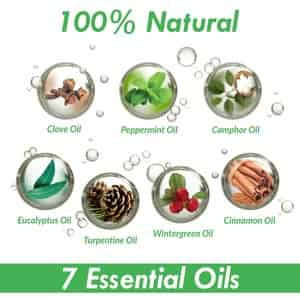 100% Natural
Clove Oil
Peppermint Oil
Camphor Oil
Eucalyptus Oil
Turpentine Oil
Wintergreen Oil
Cinnamon Oil
7 Essential Oils